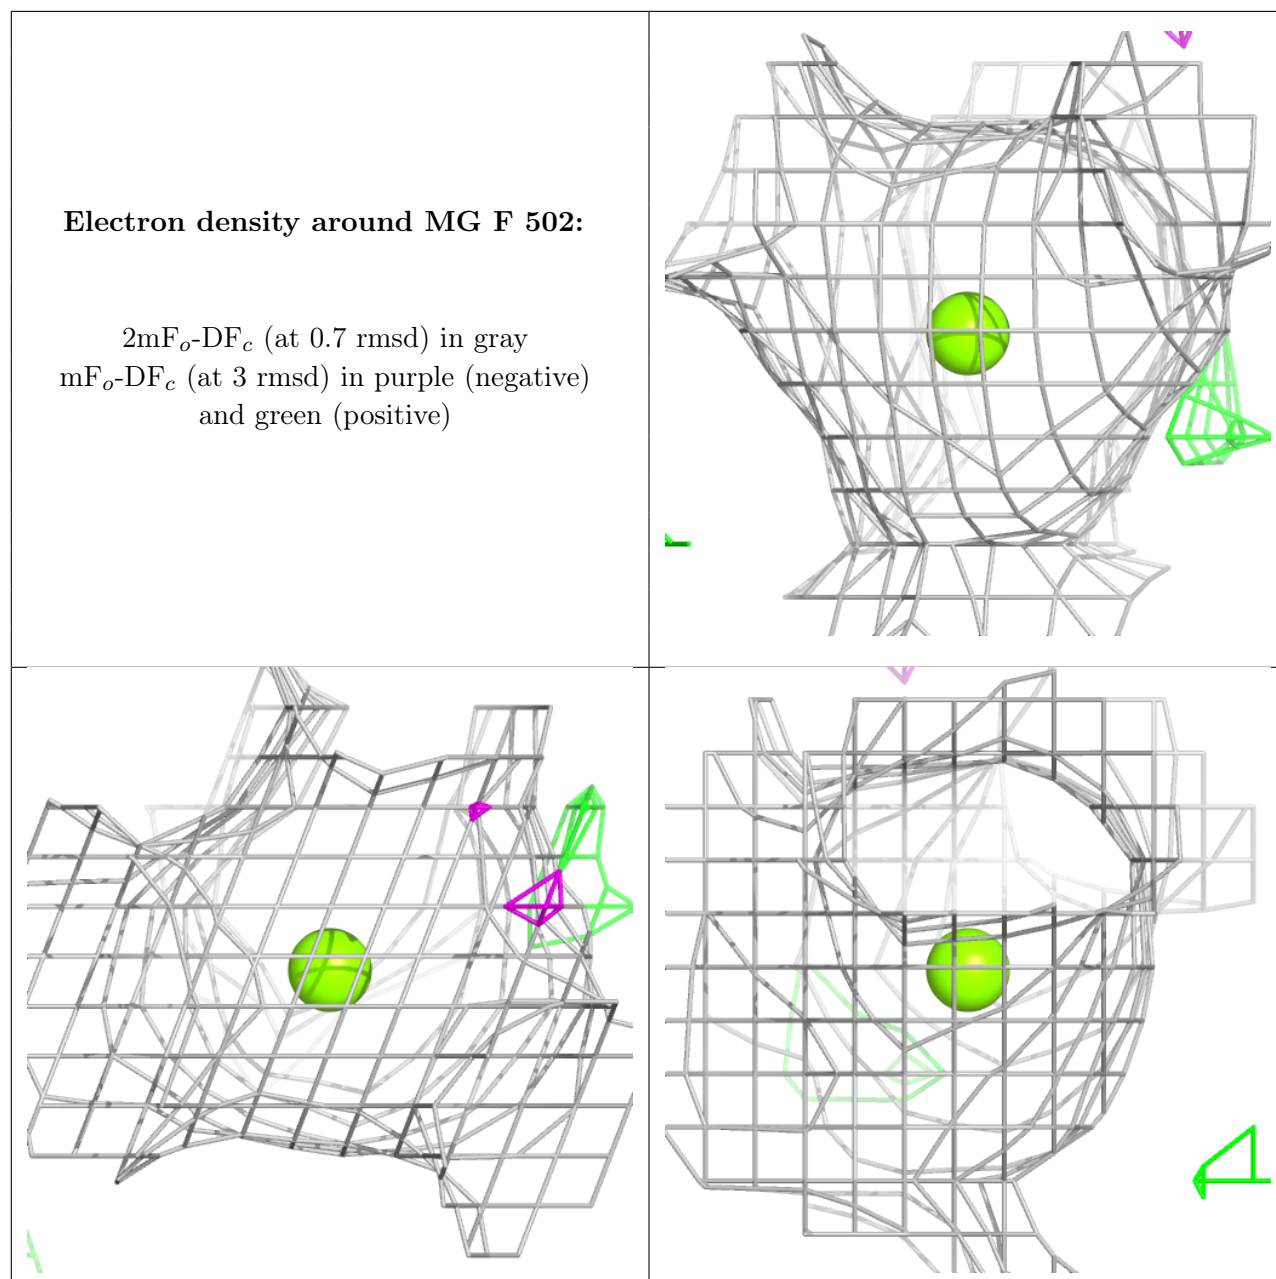 Electron density around MG F 502:
2mFₒ-DF𝒸 (at 0.7 rmsd) in gray
mFₒ-DF𝒸 (at 3 rmsd) in purple (negative)
and green (positive)